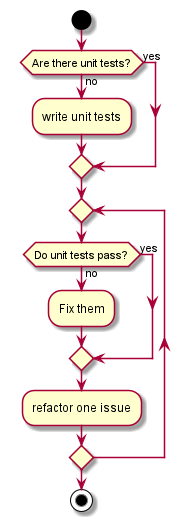 Are there unit tests?
yes
no
write unit tests
Do unit tests pass?
yes
no
Fix them
refactor one issue